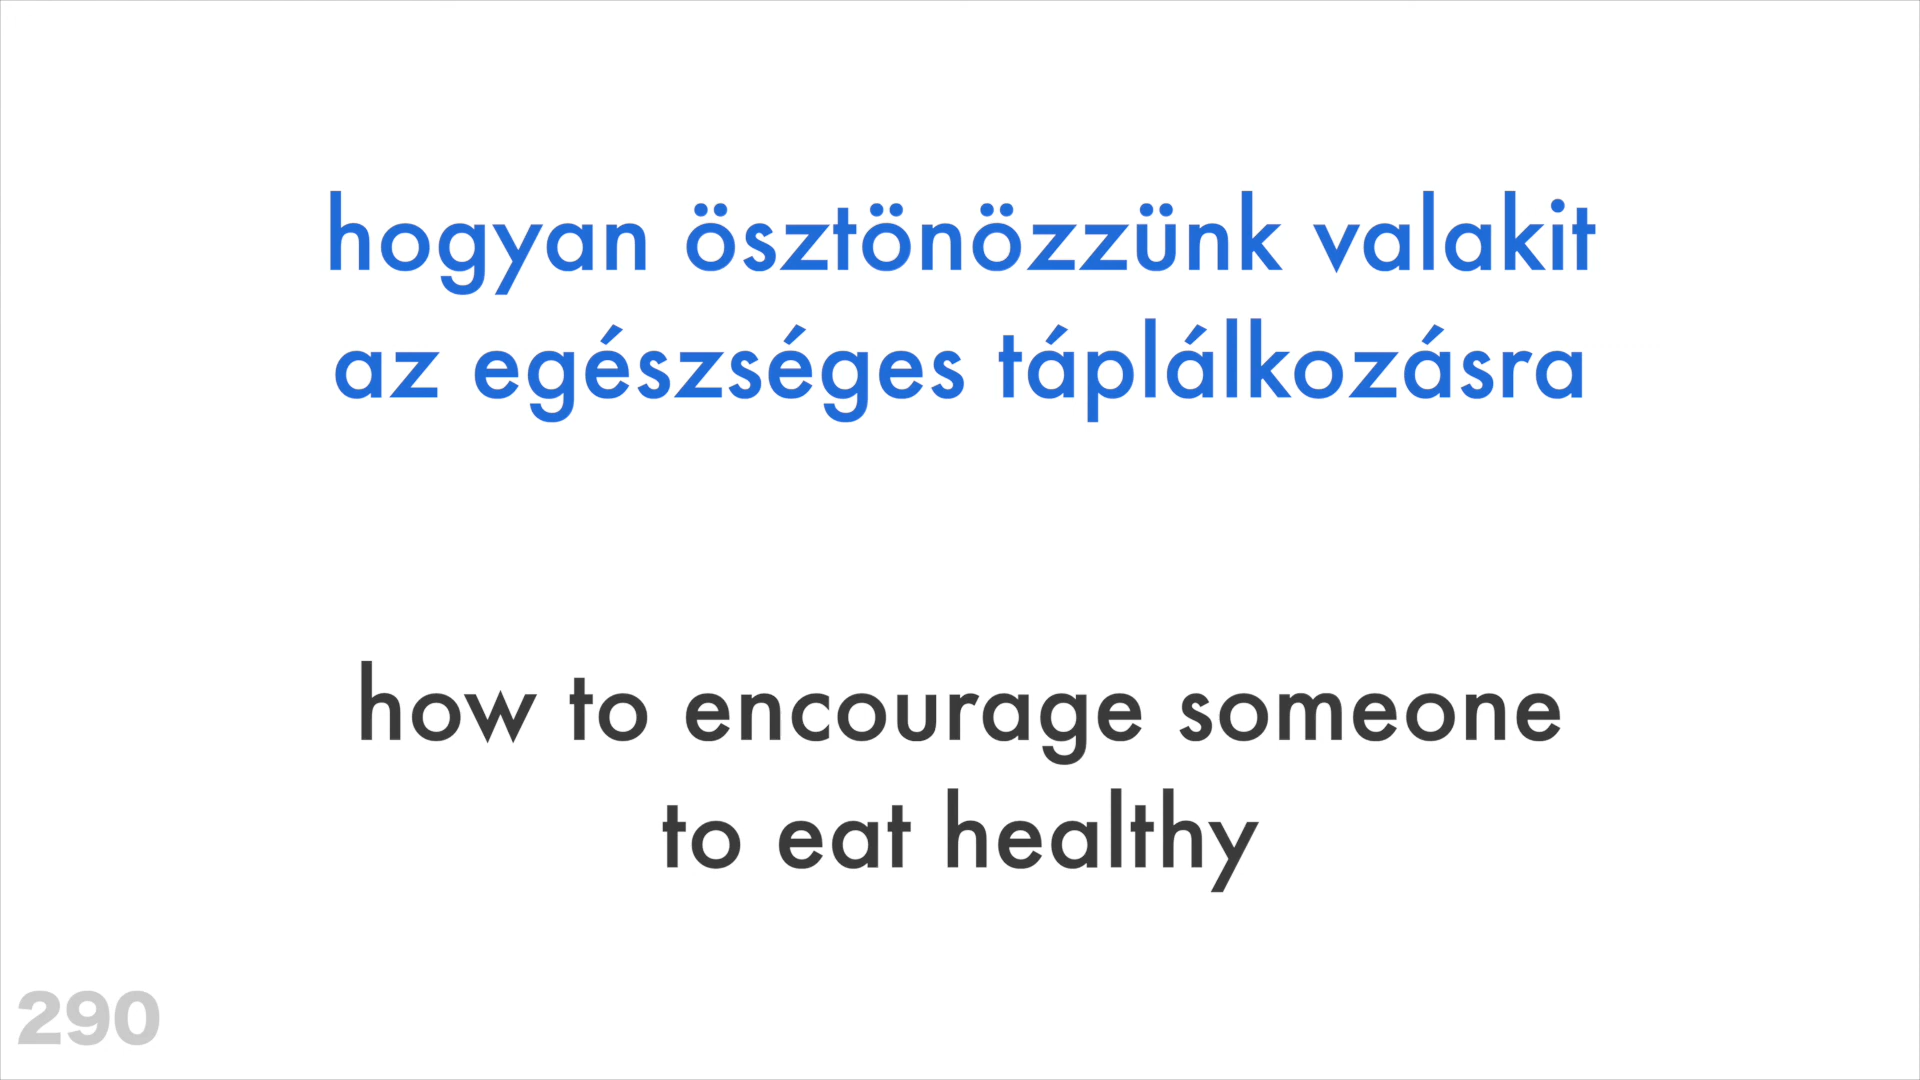 hogyan ösztönözzünk valakit
az egészséges táplálkozásra
how to encourage someone
to eat healthy
290